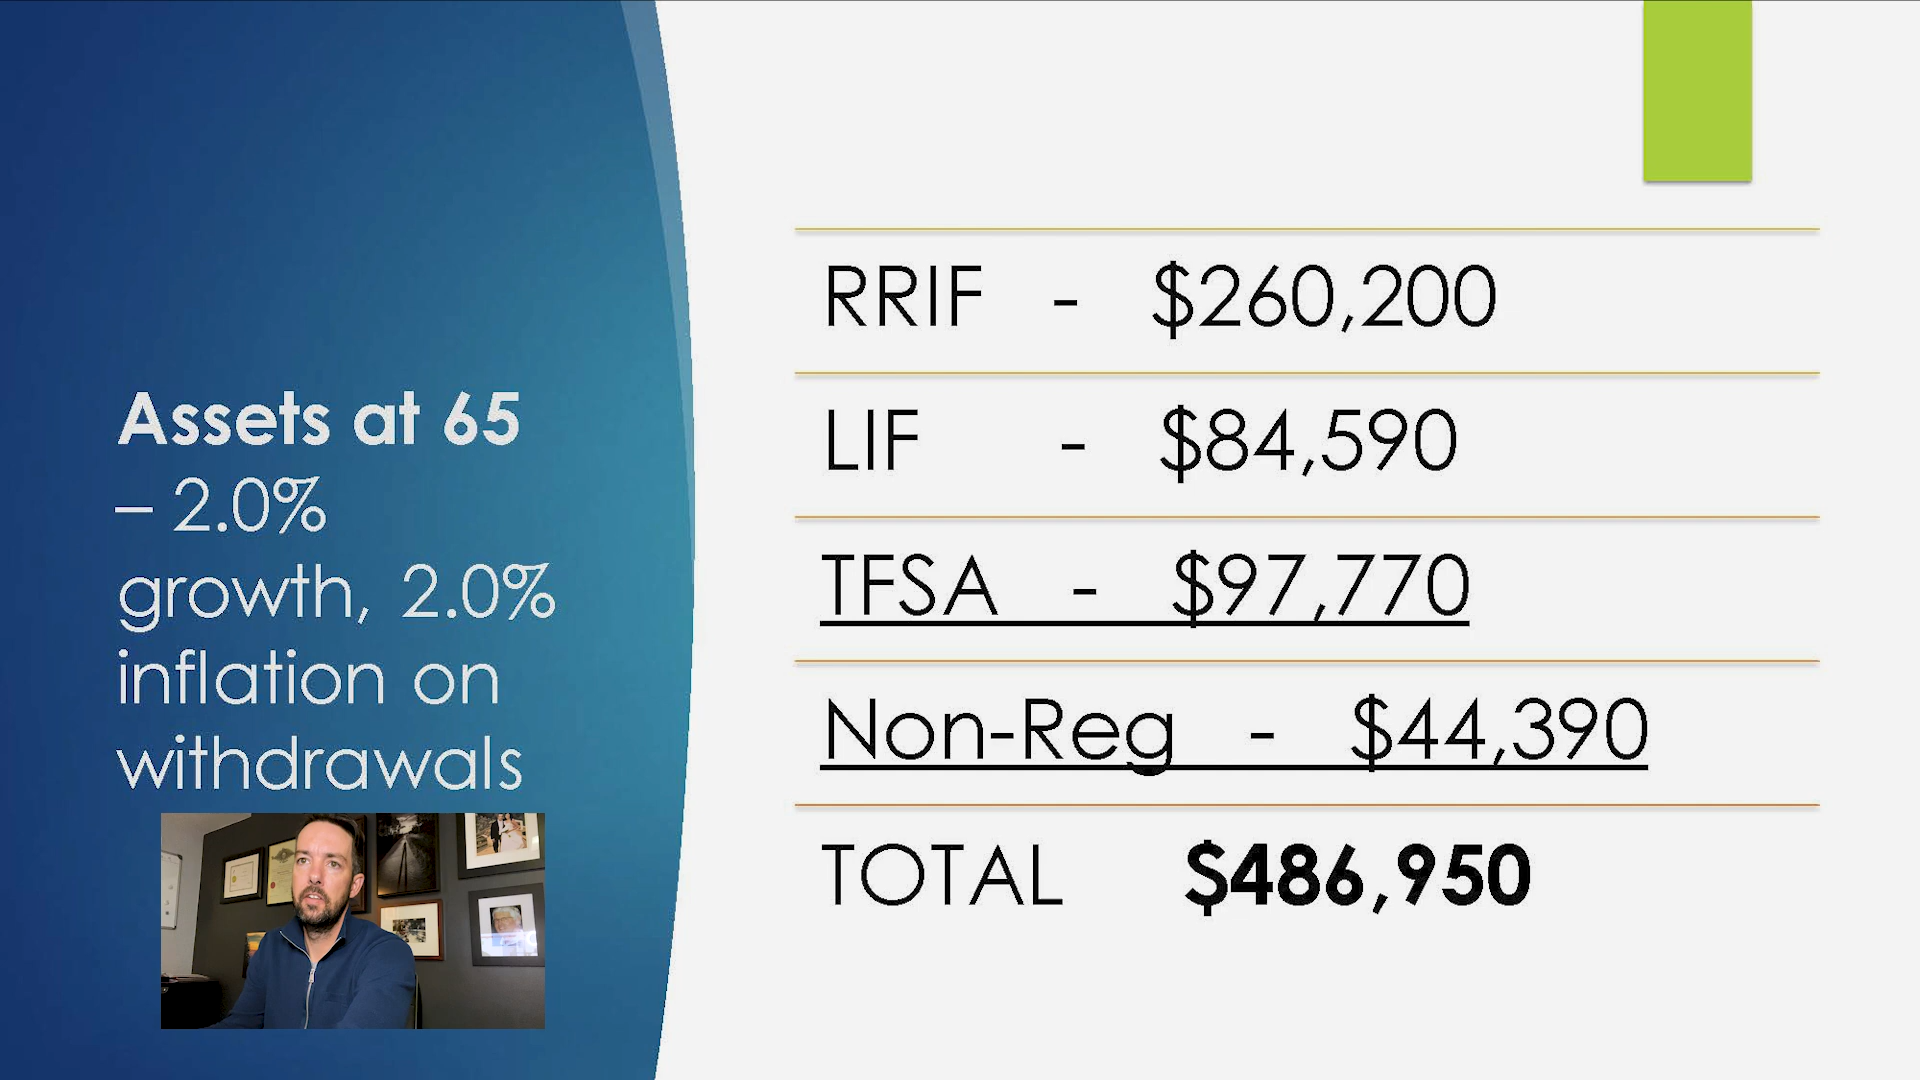 Assets at 65
– 2.0%
growth, 2.0%
inflation on
withdrawals
RRIF - $260,200
LIF - $84,590
TFSA - $97,770
Non-Reg - $44,390
TOTAL $486,950